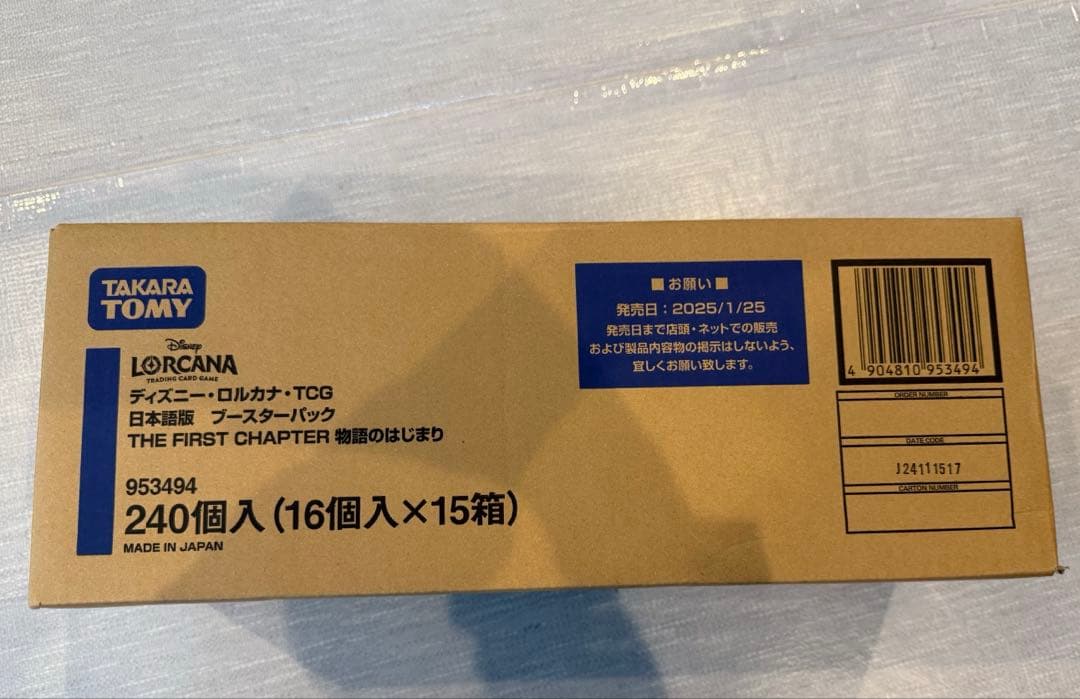 TAKARA
TOMY
Disney
LORCANA
TRADING CARD GAME
ディズニー・ロルカナ・TCG
日本語版 ブースターパック
THE FIRST CHAPTER 物語のはじまり
953494
240個入(16個入×15箱)
MADE IN JAPAN
■お願い■
発売日:2025/1/25
発売日まで店頭・ネットでの販売
および製品内容物の掲示はしないよう、
宜しくお願い致します。
4 904810 953494
ORDER NUMBER
DATE CODE
J24111517
CARTON NUMBER